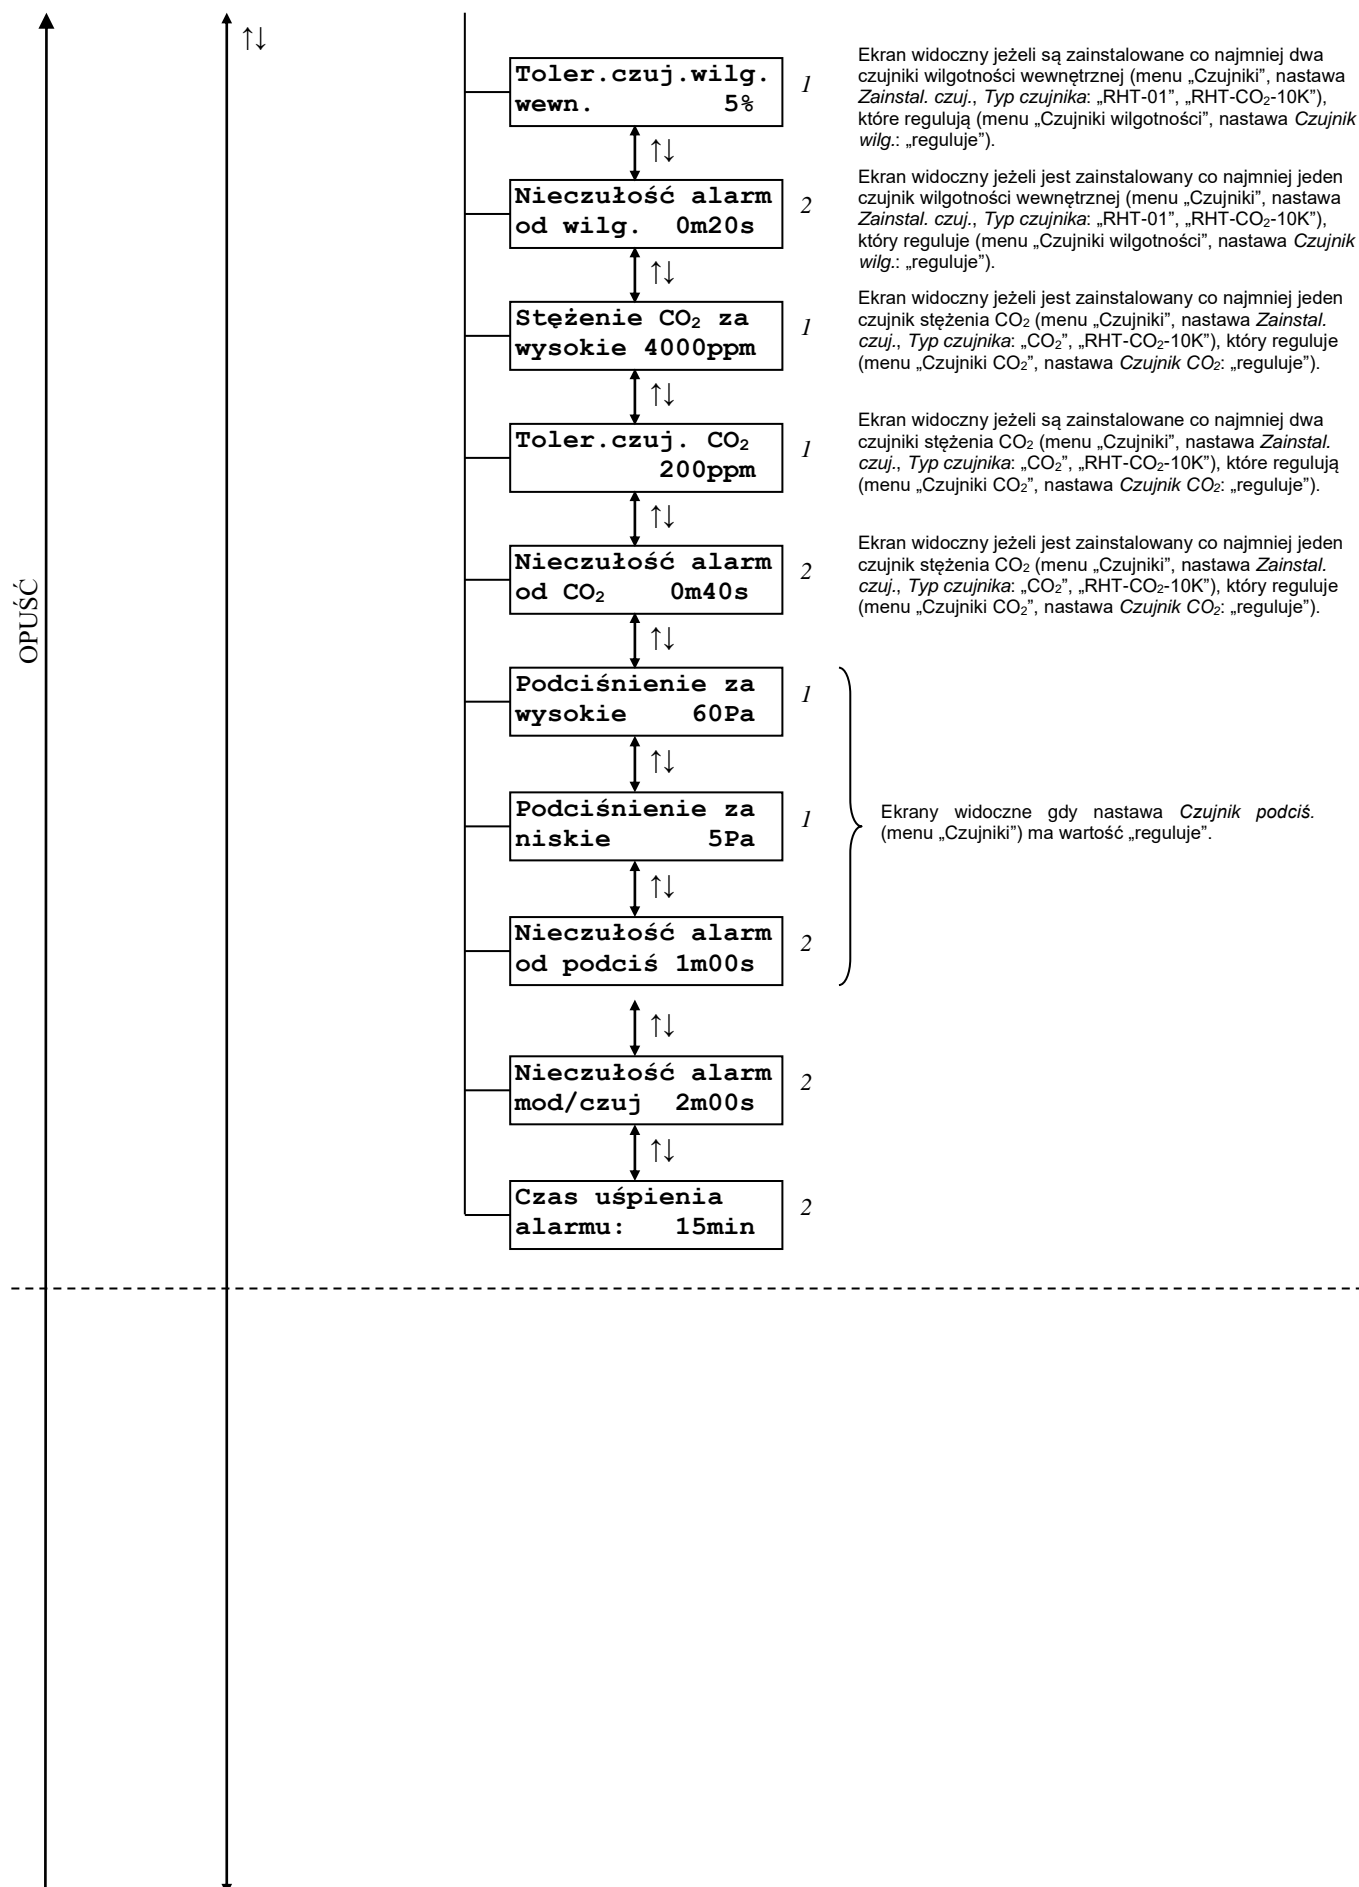 ↑↓
Toler.czuj.wilg.
wewn. 5%
1
Ekran widoczny jeżeli są zainstalowane co najmniej dwa
czujniki wilgotności wewnętrznej (menu „Czujniki”, nastawa
Zainstal. czuj., Typ czujnika: „RHT-01”, „RHT-CO₂-10K”),
które regulują (menu „Czujniki wilgotności”, nastawa Czujnik
wilg.: „reguluje”).
↑↓
Nieczułość alarm
od wilg. 0m20s
2
Ekran widoczny jeżeli jest zainstalowany co najmniej jeden
czujnik wilgotności wewnętrznej (menu „Czujniki”, nastawa
Zainstal. czuj., Typ czujnika: „RHT-01”, „RHT-CO₂-10K”),
który reguluje (menu „Czujniki wilgotności”, nastawa Czujnik
wilg.: „reguluje”).
↑↓
Stężenie CO₂ za
wysokie 4000ppm
1
Ekran widoczny jeżeli jest zainstalowany co najmniej jeden
czujnik stężenia CO₂ (menu „Czujniki”, nastawa Zainstal.
czuj., Typ czujnika: „CO₂”, „RHT-CO₂-10K”), który reguluje
(menu „Czujniki CO₂”, nastawa Czujnik CO₂: „reguluje”).
↑↓
Toler.czuj. CO₂
200ppm
1
Ekran widoczny jeżeli są zainstalowane co najmniej dwa
czujniki stężenia CO₂ (menu „Czujniki”, nastawa Zainstal.
czuj., Typ czujnika: „CO₂”, „RHT-CO₂-10K”), które regulują
(menu „Czujniki CO₂”, nastawa Czujnik CO₂: „reguluje”).
↑↓
Nieczułość alarm
od CO₂ 0m40s
2
Ekran widoczny jeżeli jest zainstalowany co najmniej jeden
czujnik stężenia CO₂ (menu „Czujniki”, nastawa Zainstal.
czuj., Typ czujnika: „CO₂”, „RHT-CO₂-10K”), który reguluje
(menu „Czujniki CO₂”, nastawa Czujnik CO₂: „reguluje”).
OPUŚĆ
↑↓
Podciśnienie za
wysokie 60Pa
1
↑↓
Podciśnienie za
niskie 5Pa
1
Ekrany widoczne gdy nastawa Czujnik podciś.
(menu „Czujniki”) ma wartość „reguluje”.
↑↓
Nieczułość alarm
od podciś 1m00s
2
↑↓
Nieczułość alarm
mod/czuj 2m00s
2
↑↓
Czas uśpienia
alarmu: 15min
2